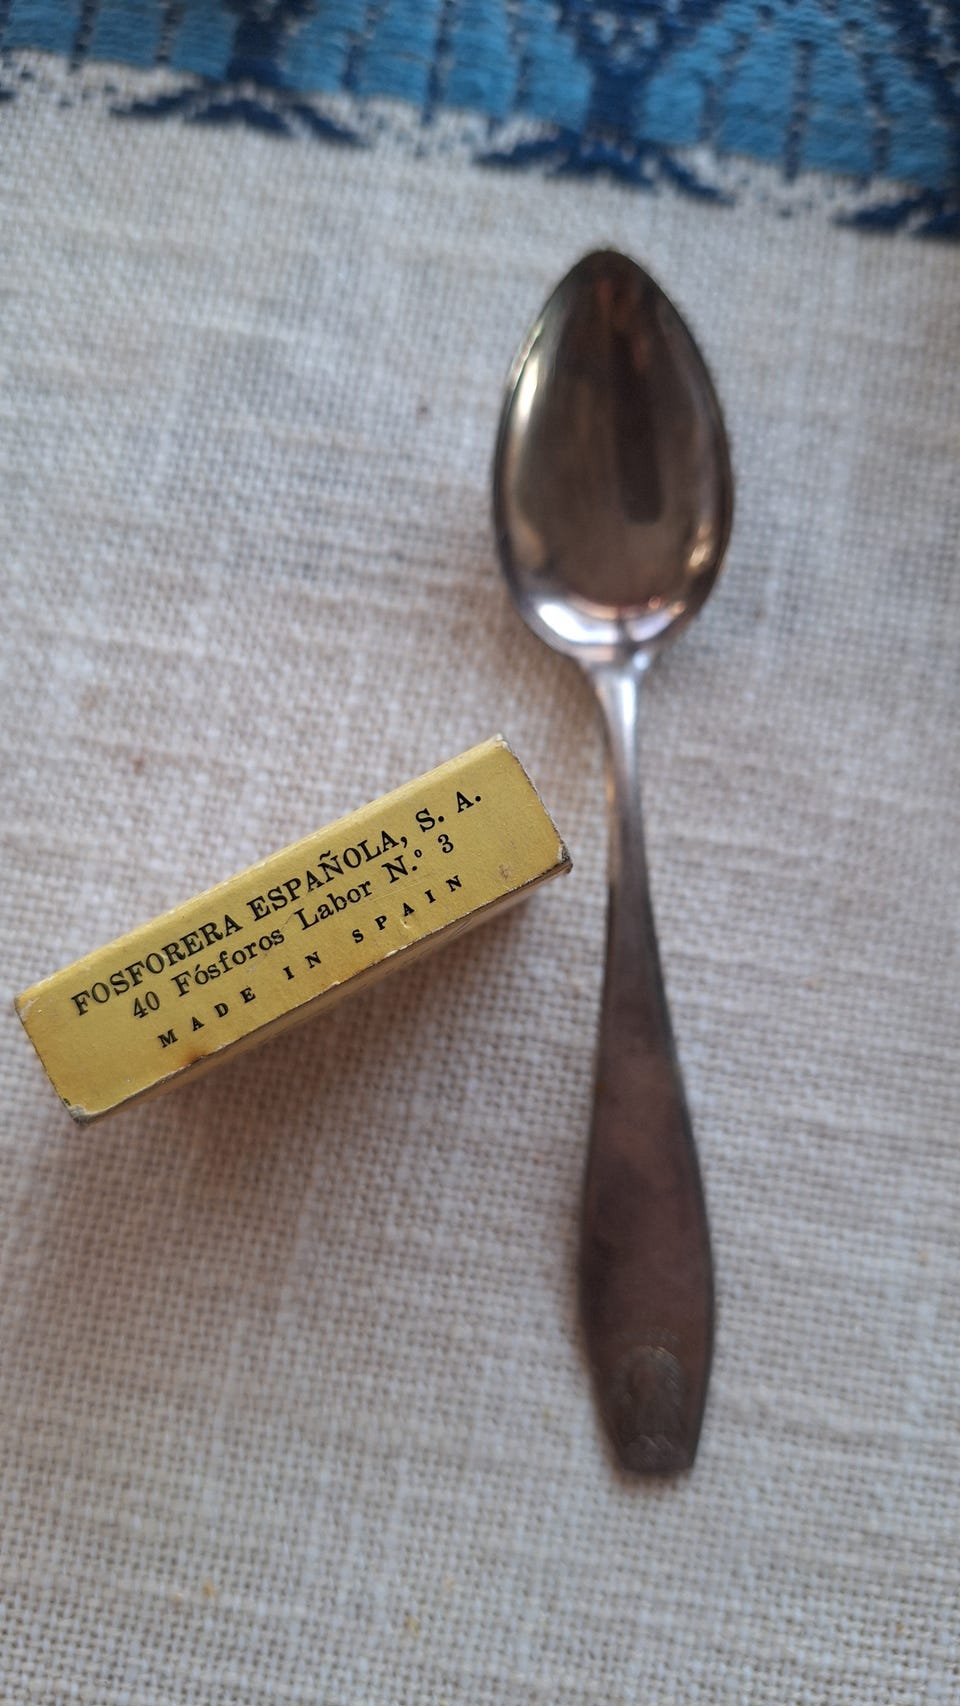 FOSFORERA ESPAÑOLA, S. A.
40 Fósforos Labor N.º 3
MADE IN SPAIN